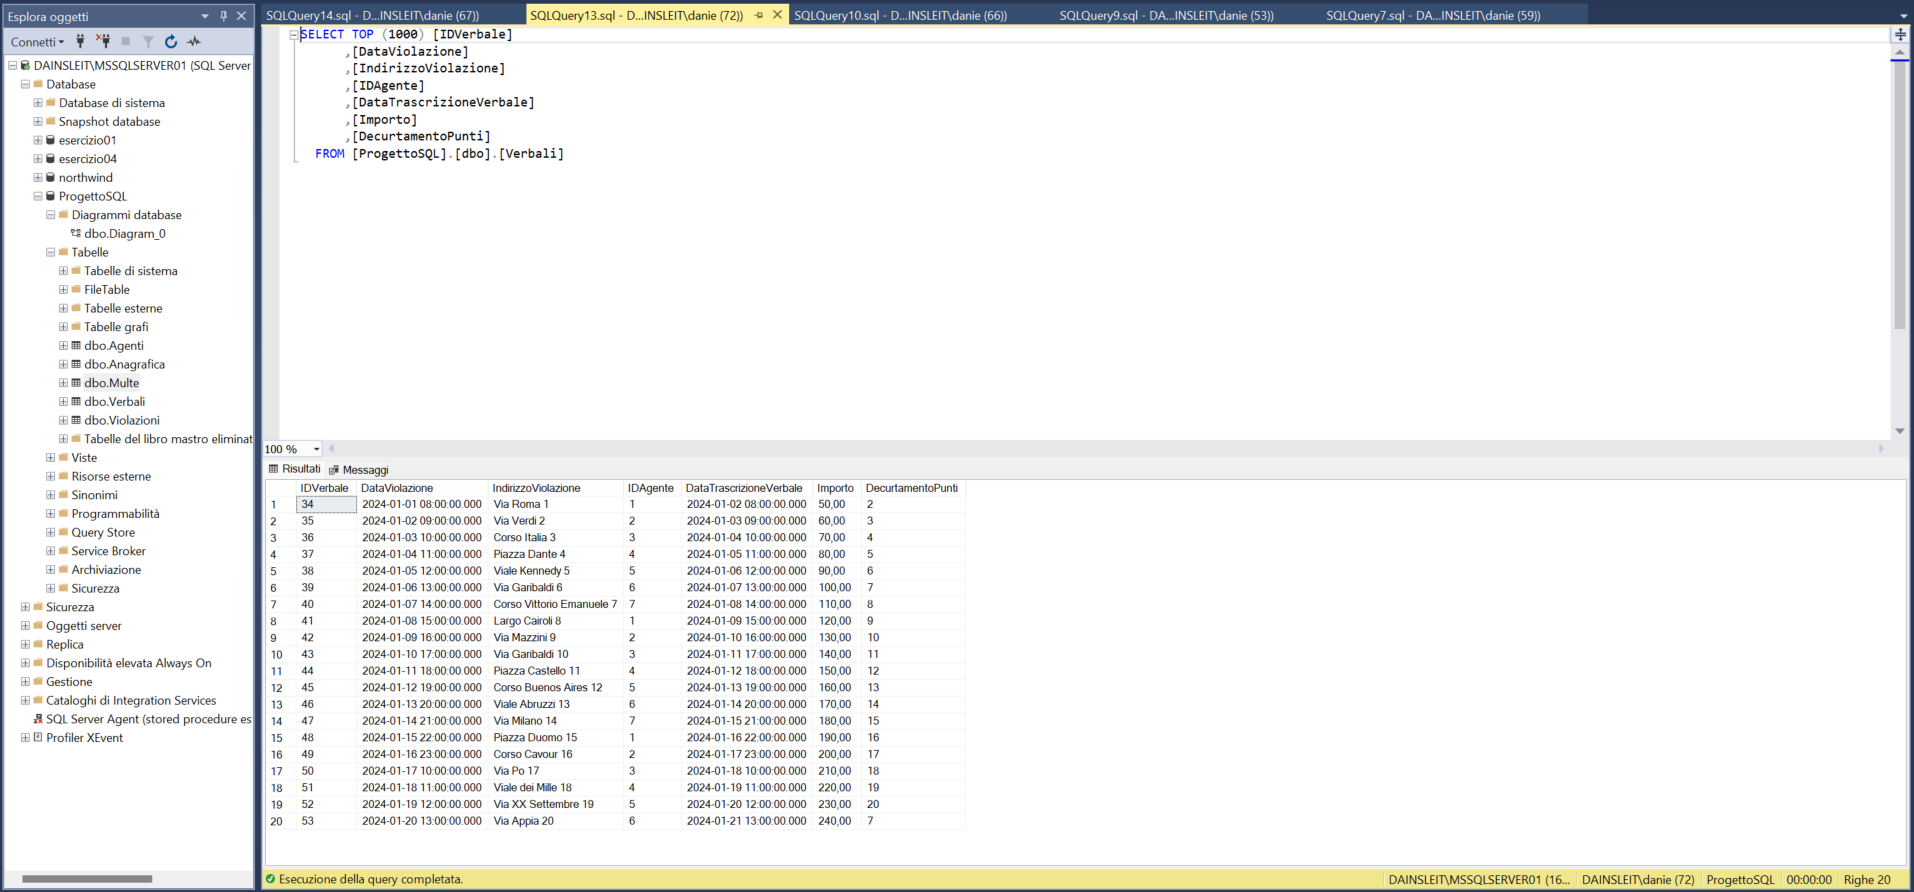 Esplora oggetti
Connetti
DAINSLEIT\MSSQLSERVER01 (SQL Server
Database
Database di sistema
Snapshot database
esercizio01
esercizio04
northwind
ProgettoSQL
Diagrammi database
dbo.Diagram_0
Tabelle
Tabelle di sistema
FileTable
Tabelle esterne
Tabelle grafi
dbo.Agenti
dbo.Anagrafica
dbo.Multe
dbo.Verbali
dbo.Violazioni
Tabelle del libro mastro eliminat
Viste
Risorse esterne
Sinonimi
Programmabilità
Query Store
Service Broker
Archiviazione
Sicurezza
Sicurezza
Oggetti server
Replica
Disponibilità elevata Always On
Gestione
Cataloghi di Integration Services
SQL Server Agent (stored procedure es
Profiler XEvent
SQLQuery14.sql - D...INSLEIT\danie (67)) SQLQuery13.sql - D...INSLEIT\danie (72)) SQLQuery10.sql - D...INSLEIT\danie (66)) SQLQuery9.sql - DA...INSLEIT\danie (53)) SQLQuery7.sql - DA...INSLEIT\danie (59))
SELECT TOP (1000) [IDVerbale]
,[DataViolazione]
,[IndirizzoViolazione]
,[IDAgente]
,[DataTrascrizioneVerbale]
,[Importo]
,[DecurtamentoPunti]
FROM [ProgettoSQL].[dbo].[Verbali]
100 %
Risultati Messaggi
IDVerbale DataViolazione IndirizzoViolazione IDAgente DataTrascrizioneVerbale Importo DecurtamentoPunti
1 34 2024-01-01 08:00:00.000 Via Roma 1 1 2024-01-02 08:00:00.000 50,00 2
2 35 2024-01-02 09:00:00.000 Via Verdi 2 2 2024-01-03 09:00:00.000 60,00 3
3 36 2024-01-03 10:00:00.000 Corso Italia 3 3 2024-01-04 10:00:00.000 70,00 4
4 37 2024-01-04 11:00:00.000 Piazza Dante 4 4 2024-01-05 11:00:00.000 80,00 5
5 38 2024-01-05 12:00:00.000 Viale Kennedy 5 5 2024-01-06 12:00:00.000 90,00 6
6 39 2024-01-06 13:00:00.000 Via Garibaldi 6 6 2024-01-07 13:00:00.000 100,00 7
7 40 2024-01-07 14:00:00.000 Corso Vittorio Emanuele 7 7 2024-01-08 14:00:00.000 110,00 8
8 41 2024-01-08 15:00:00.000 Largo Cairoli 8 1 2024-01-09 15:00:00.000 120,00 9
9 42 2024-01-09 16:00:00.000 Via Mazzini 9 2 2024-01-10 16:00:00.000 130,00 10
10 43 2024-01-10 17:00:00.000 Via Garibaldi 10 3 2024-01-11 17:00:00.000 140,00 11
11 44 2024-01-11 18:00:00.000 Piazza Castello 11 4 2024-01-12 18:00:00.000 150,00 12
12 45 2024-01-12 19:00:00.000 Corso Buenos Aires 12 5 2024-01-13 19:00:00.000 160,00 13
13 46 2024-01-13 20:00:00.000 Viale Abruzzi 13 6 2024-01-14 20:00:00.000 170,00 14
14 47 2024-01-14 21:00:00.000 Via Milano 14 7 2024-01-15 21:00:00.000 180,00 15
15 48 2024-01-15 22:00:00.000 Piazza Duomo 15 1 2024-01-16 22:00:00.000 190,00 16
16 49 2024-01-16 23:00:00.000 Corso Cavour 16 2 2024-01-17 23:00:00.000 200,00 17
17 50 2024-01-17 10:00:00.000 Via Po 17 3 2024-01-18 10:00:00.000 210,00 18
18 51 2024-01-18 11:00:00.000 Viale dei Mille 18 4 2024-01-19 11:00:00.000 220,00 19
19 52 2024-01-19 12:00:00.000 Via XX Settembre 19 5 2024-01-20 12:00:00.000 230,00 20
20 53 2024-01-20 13:00:00.000 Via Appia 20 6 2024-01-21 13:00:00.000 240,00 7
Esecuzione della query completata. DAINSLEIT\MSSQLSERVER01 (16... DAINSLEIT\danie (72) ProgettoSQL 00:00:00 Righe 20